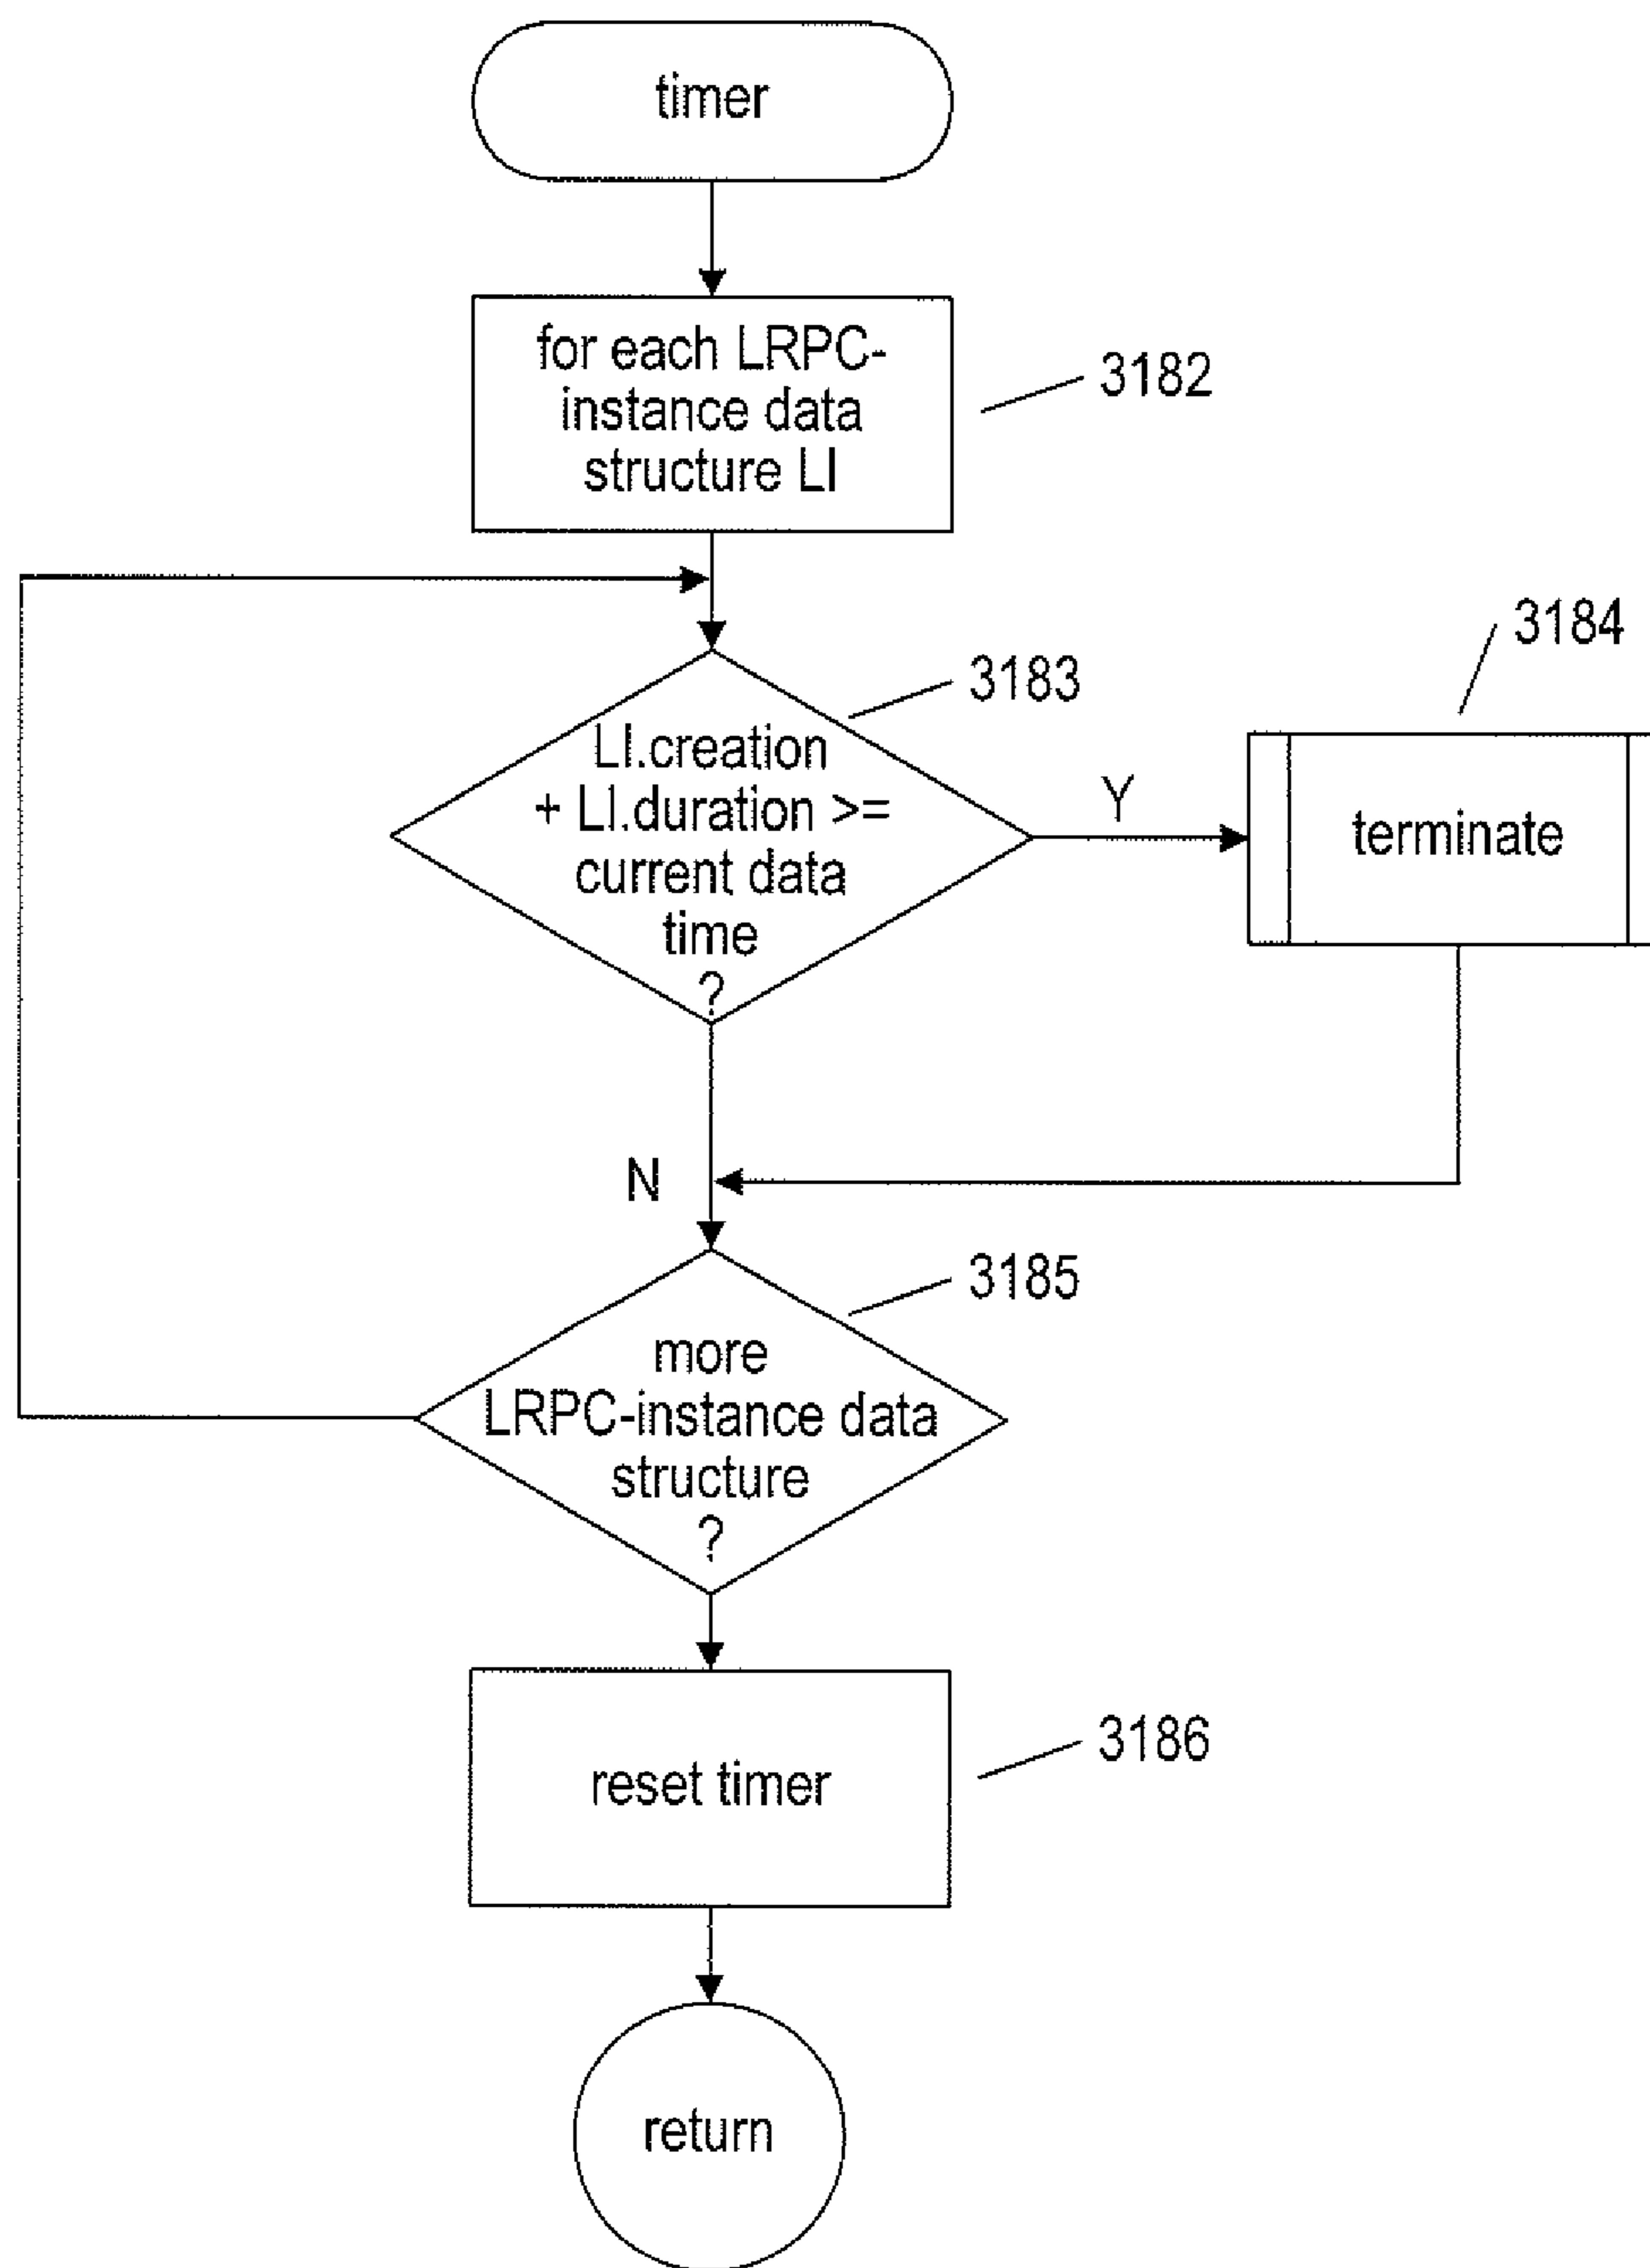 timer
for each LRPC-
instance data
structure LI
3182
3183
LI.creation
+ LI.duration >=
current data
time
?
Y
3184
terminate
N
3185
more
LRPC-instance data
structure
?
reset timer
3186
return